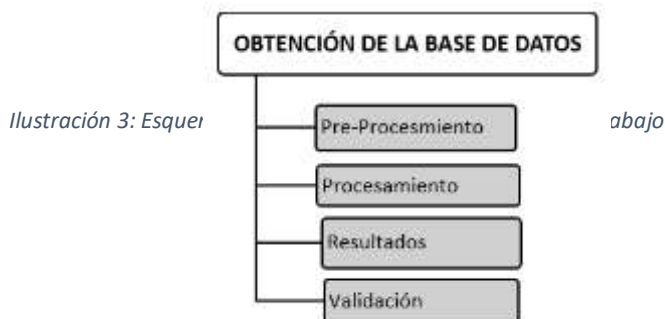 OBTENCIÓN DE LA BASE DE DATOS
Pre-Procesmiento
Ilustración 3: Esquer abajo
Procesamiento
Resultados
Validación